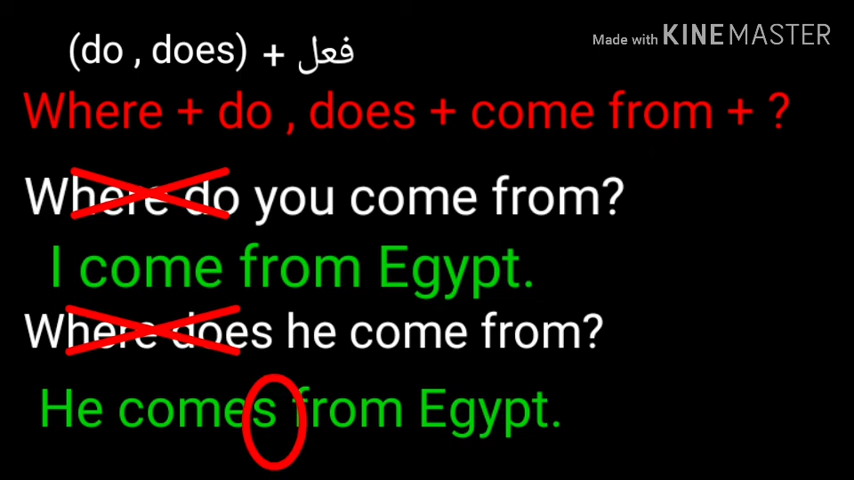 (do , does) + فعل
Made with KINEMASTER
Where + do , does + come from + ?
Where do you come from?
I come from Egypt.
Where does he come from?
He comes from Egypt.